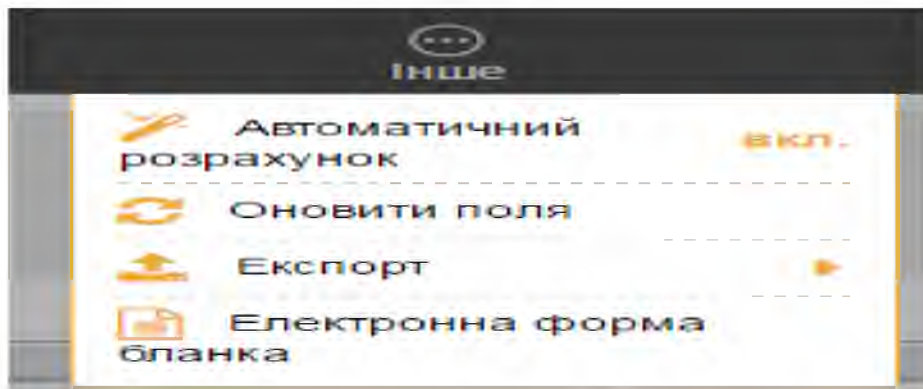 Інше
Автоматичний
розрахунок
вкл.
Оновити поля
Експорт
Електронна форма
бланка